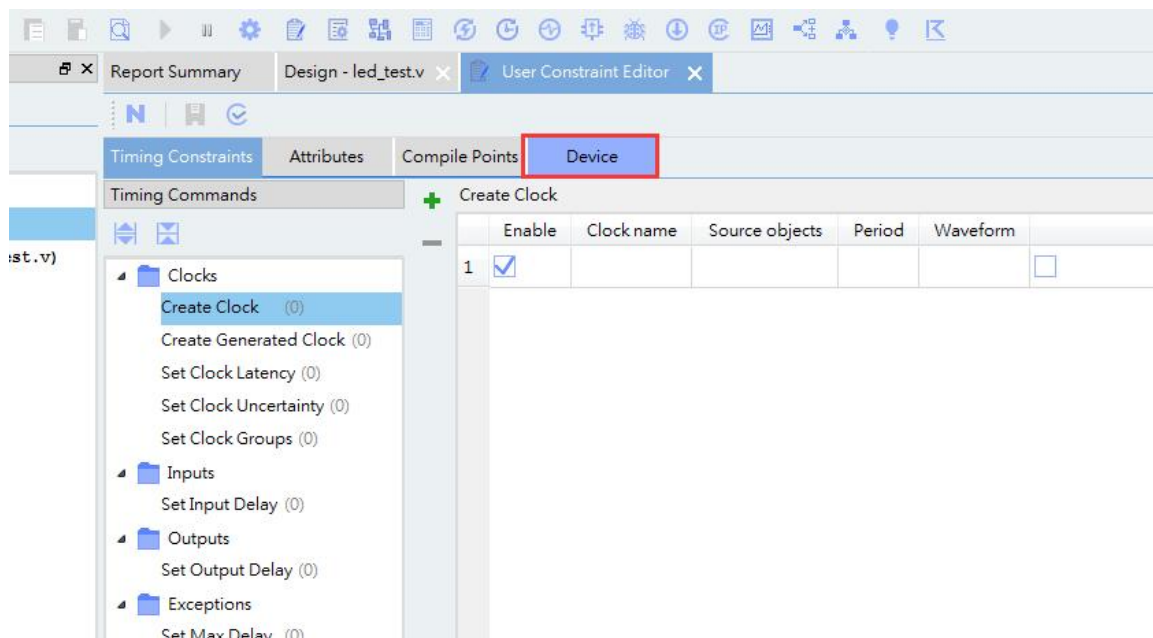 Report Summary
Design - led_test.v
User Constraint Editor
Timing Constraints
Attributes
Compile Points
Device
Timing Commands
Create Clock
Enable
Clock name
Source objects
Period
Waveform
1
st.v)
Clocks
Create Clock (0)
Create Generated Clock (0)
Set Clock Latency (0)
Set Clock Uncertainty (0)
Set Clock Groups (0)
Inputs
Set Input Delay (0)
Outputs
Set Output Delay (0)
Exceptions
Set Max Delay (0)